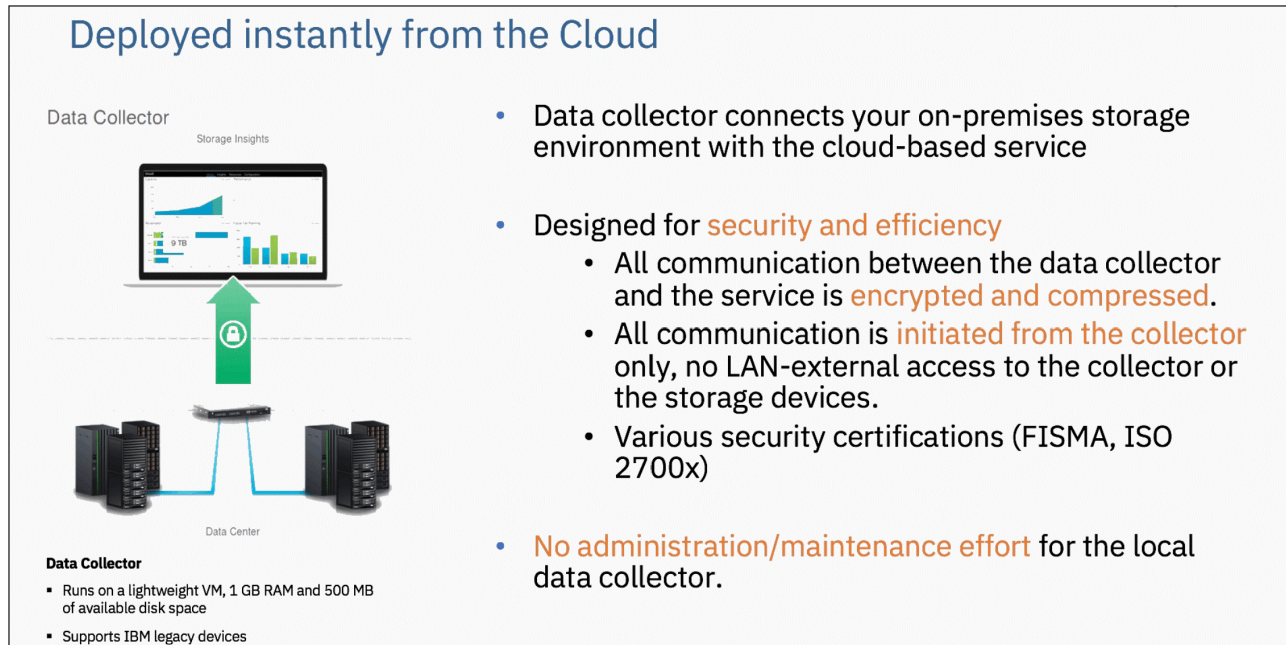 Deployed instantly from the Cloud
Data Collector
Storage Insights
9 TB
Data Center
Data Collector
▪ Runs on a lightweight VM, 1 GB RAM and 500 MB
of available disk space
▪ Supports IBM legacy devices
• Data collector connects your on-premises storage
environment with the cloud-based service
• Designed for security and efficiency
• All communication between the data collector
and the service is encrypted and compressed.
• All communication is initiated from the collector
only, no LAN-external access to the collector or
the storage devices.
• Various security certifications (FISMA, ISO
2700x)
• No administration/maintenance effort for the local
data collector.